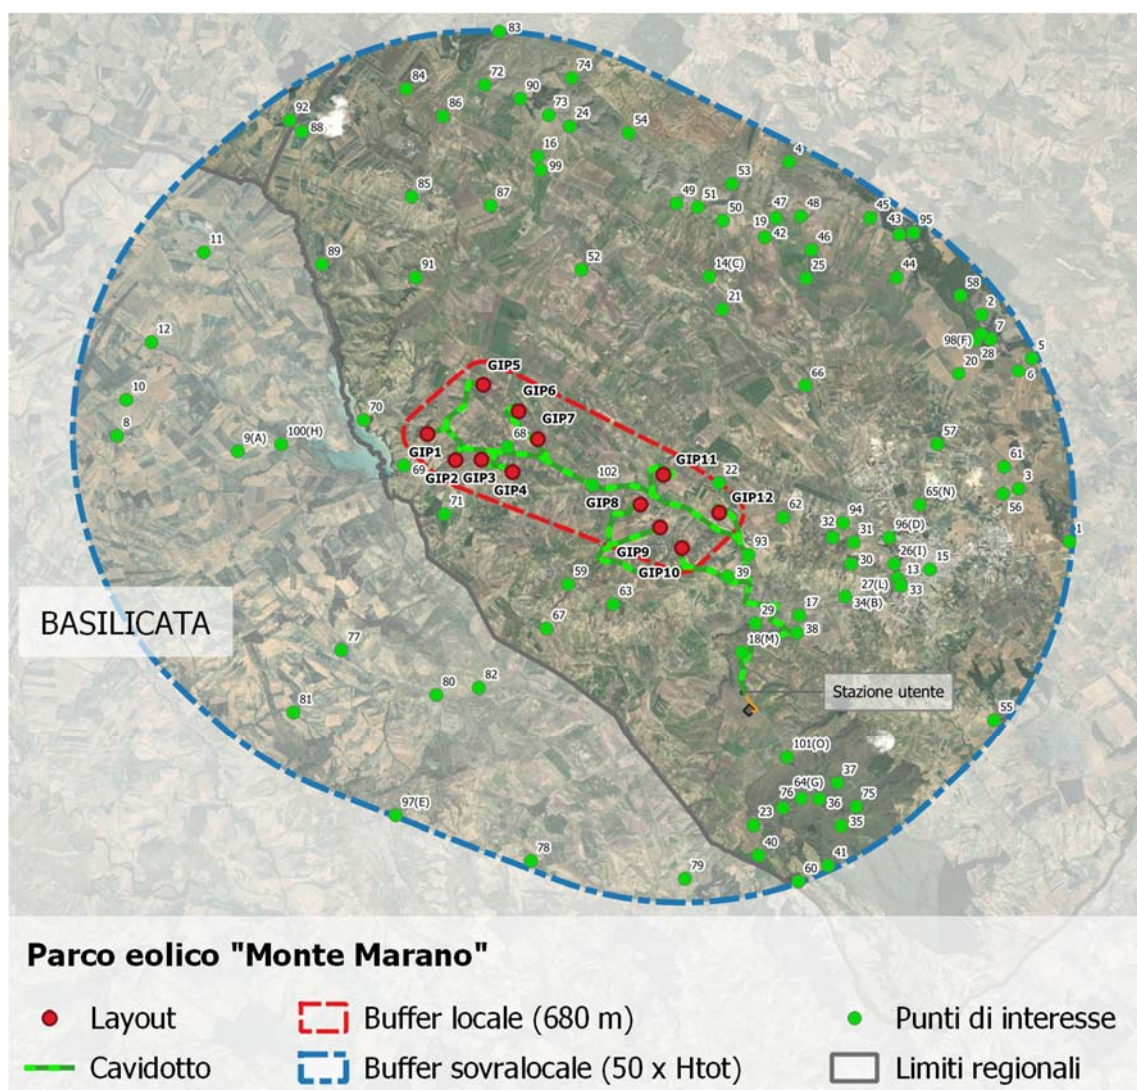 83
84
72
74
90
86
73
24
54
92
88
16
99
4
53
85
87
49
51
50
47
48
19
42
45
43
95
46
11
89
91
52
14(C)
25
44
21
58
2
7
98(F)
28
20
5
6
12
10
8
9(A)
100(H)
70
GIP5
GIP6
GIP7
68
66
57
61
3
56
GIP1
GIP2
GIP3
GIP4
69
102
GIP11
22
GIP12
GIP8
71
62
94
65(N)
32
31
96(D)
1
GIP9
GIP10
93
30
26(I)
15
13
27(L)
33
59
39
63
34(B)
67
29
17
38
18(M)
BASILICATA
77
82
80
81
Stazione utente
55
101(O)
37
64(G)
76
36
75
97(E)
23
35
40
41
78
79
60
Parco eolico "Monte Marano"
Layout
Buffer locale (680 m)
Punti di interesse
Cavidotto
Buffer sovralocale (50 x Htot)
Limiti regionali